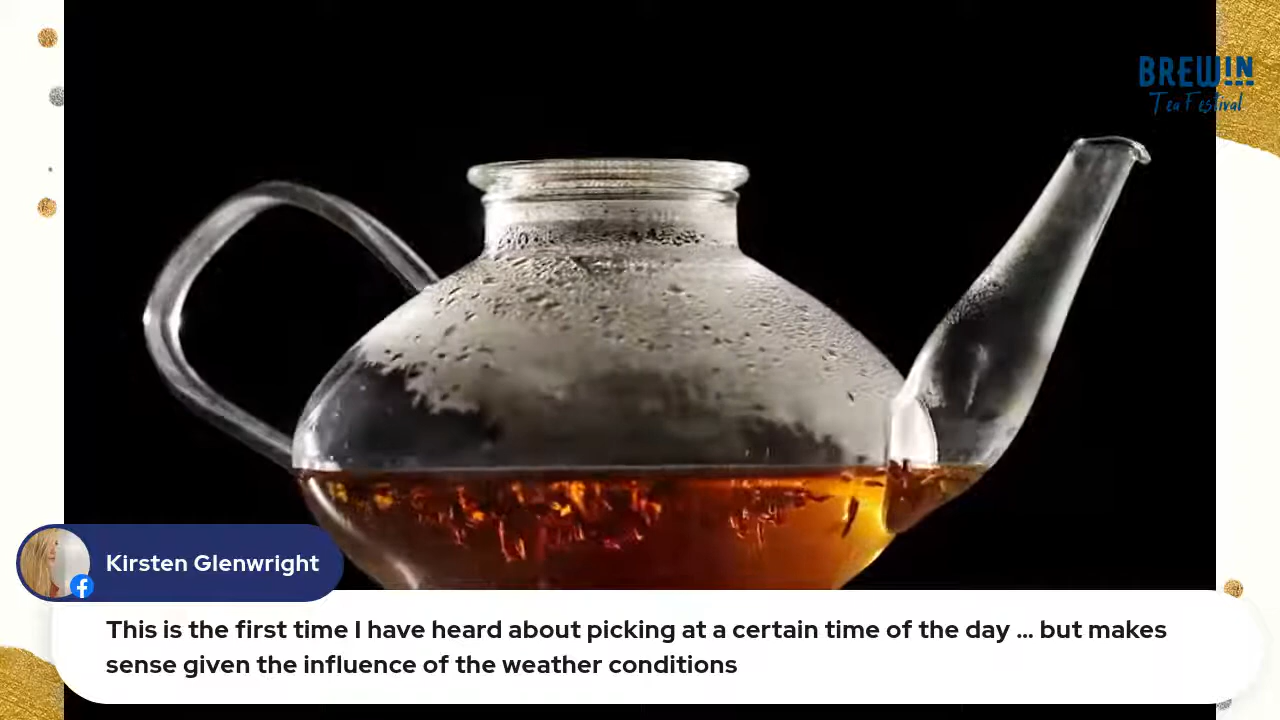 BREWIN
Tea Festival
Kirsten Glenwright
This is the first time I have heard about picking at a certain time of the day ... but makes
sense given the influence of the weather conditions